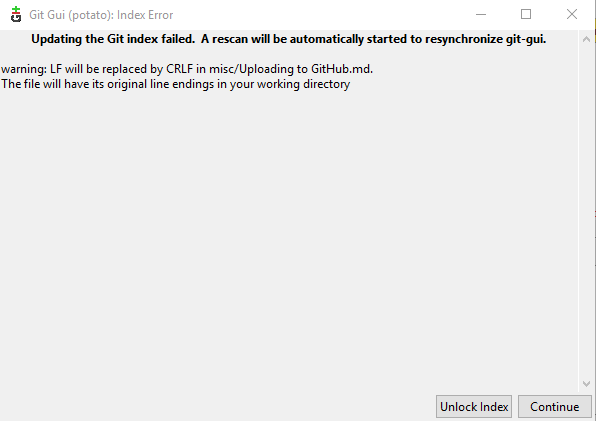 Git Gui (potato): Index Error
Updating the Git index failed.  A rescan will be automatically started to resynchronize git-gui.
warning: LF will be replaced by CRLF in misc/Uploading to GitHub.md.
The file will have its original line endings in your working directory
Unlock Index
Continue